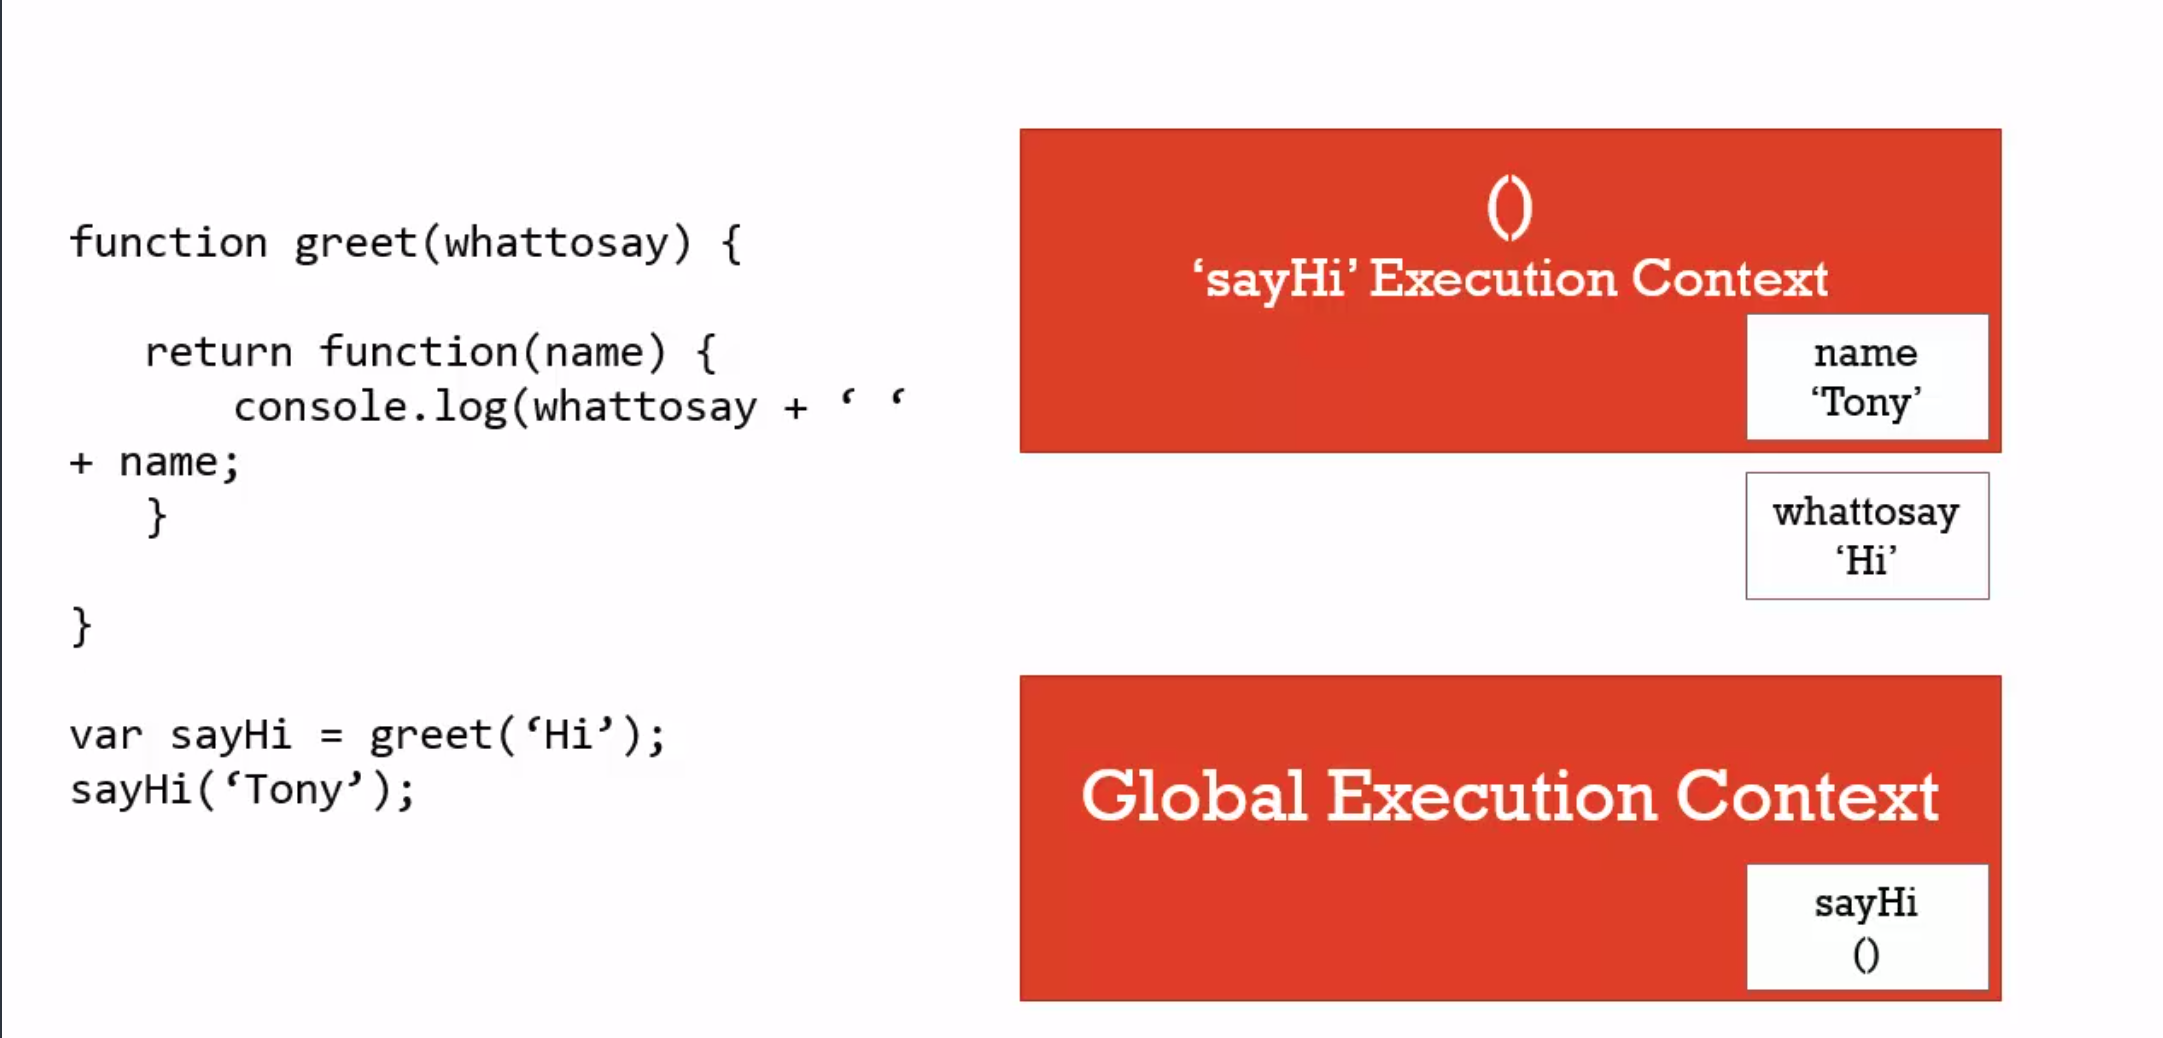 function greet(whattosay) {
return function(name) {
console.log(whattosay + ‘ ‘
+ name;
}
}
var sayHi = greet(‘Hi’);
sayHi(‘Tony’);
()
‘sayHi’ Execution Context
name
‘Tony’
whattosay
‘Hi’
Global Execution Context
sayHi
()